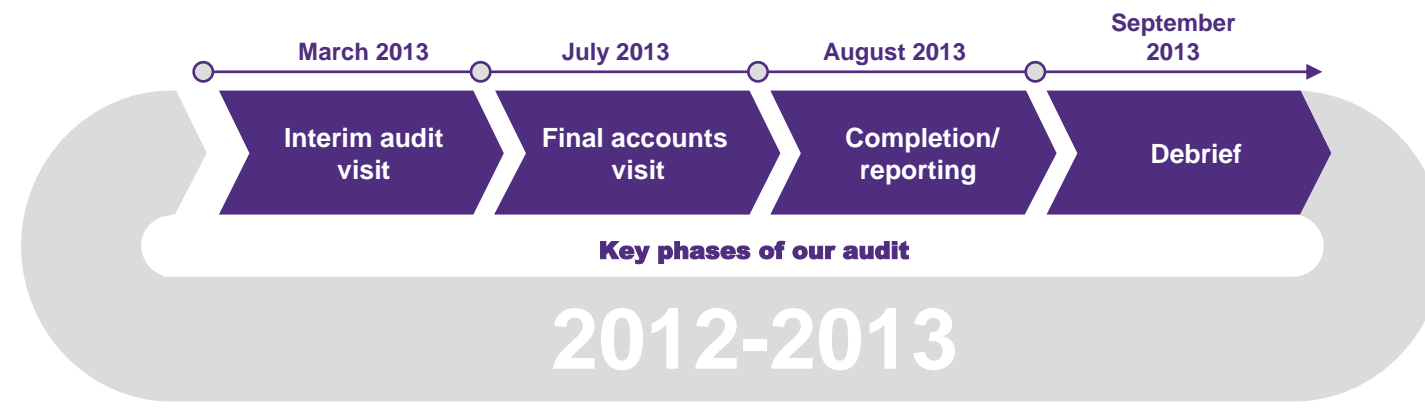 September
March 2013 July 2013 August 2013 2013
Interim audit
visit
Final accounts
visit
Completion/
reporting
Debrief
Key phases of our audit
2012-2013